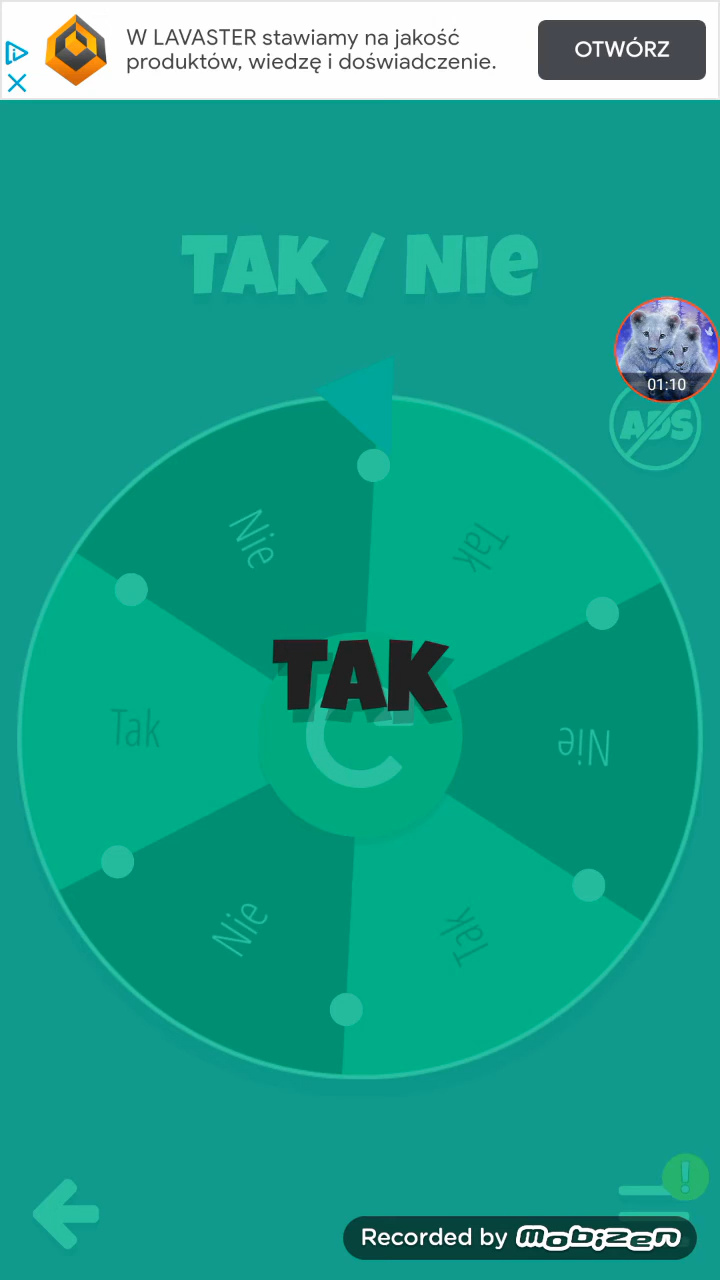 W LAVASTER stawiamy na jakość
produktów, wiedzę i doświadczenie.
OTWÓRZ
TAK / Nie
01:10
ADS
Nie
Tak
TAK
Tak
Nie
Nie
Tak
!
Recorded by mobizen